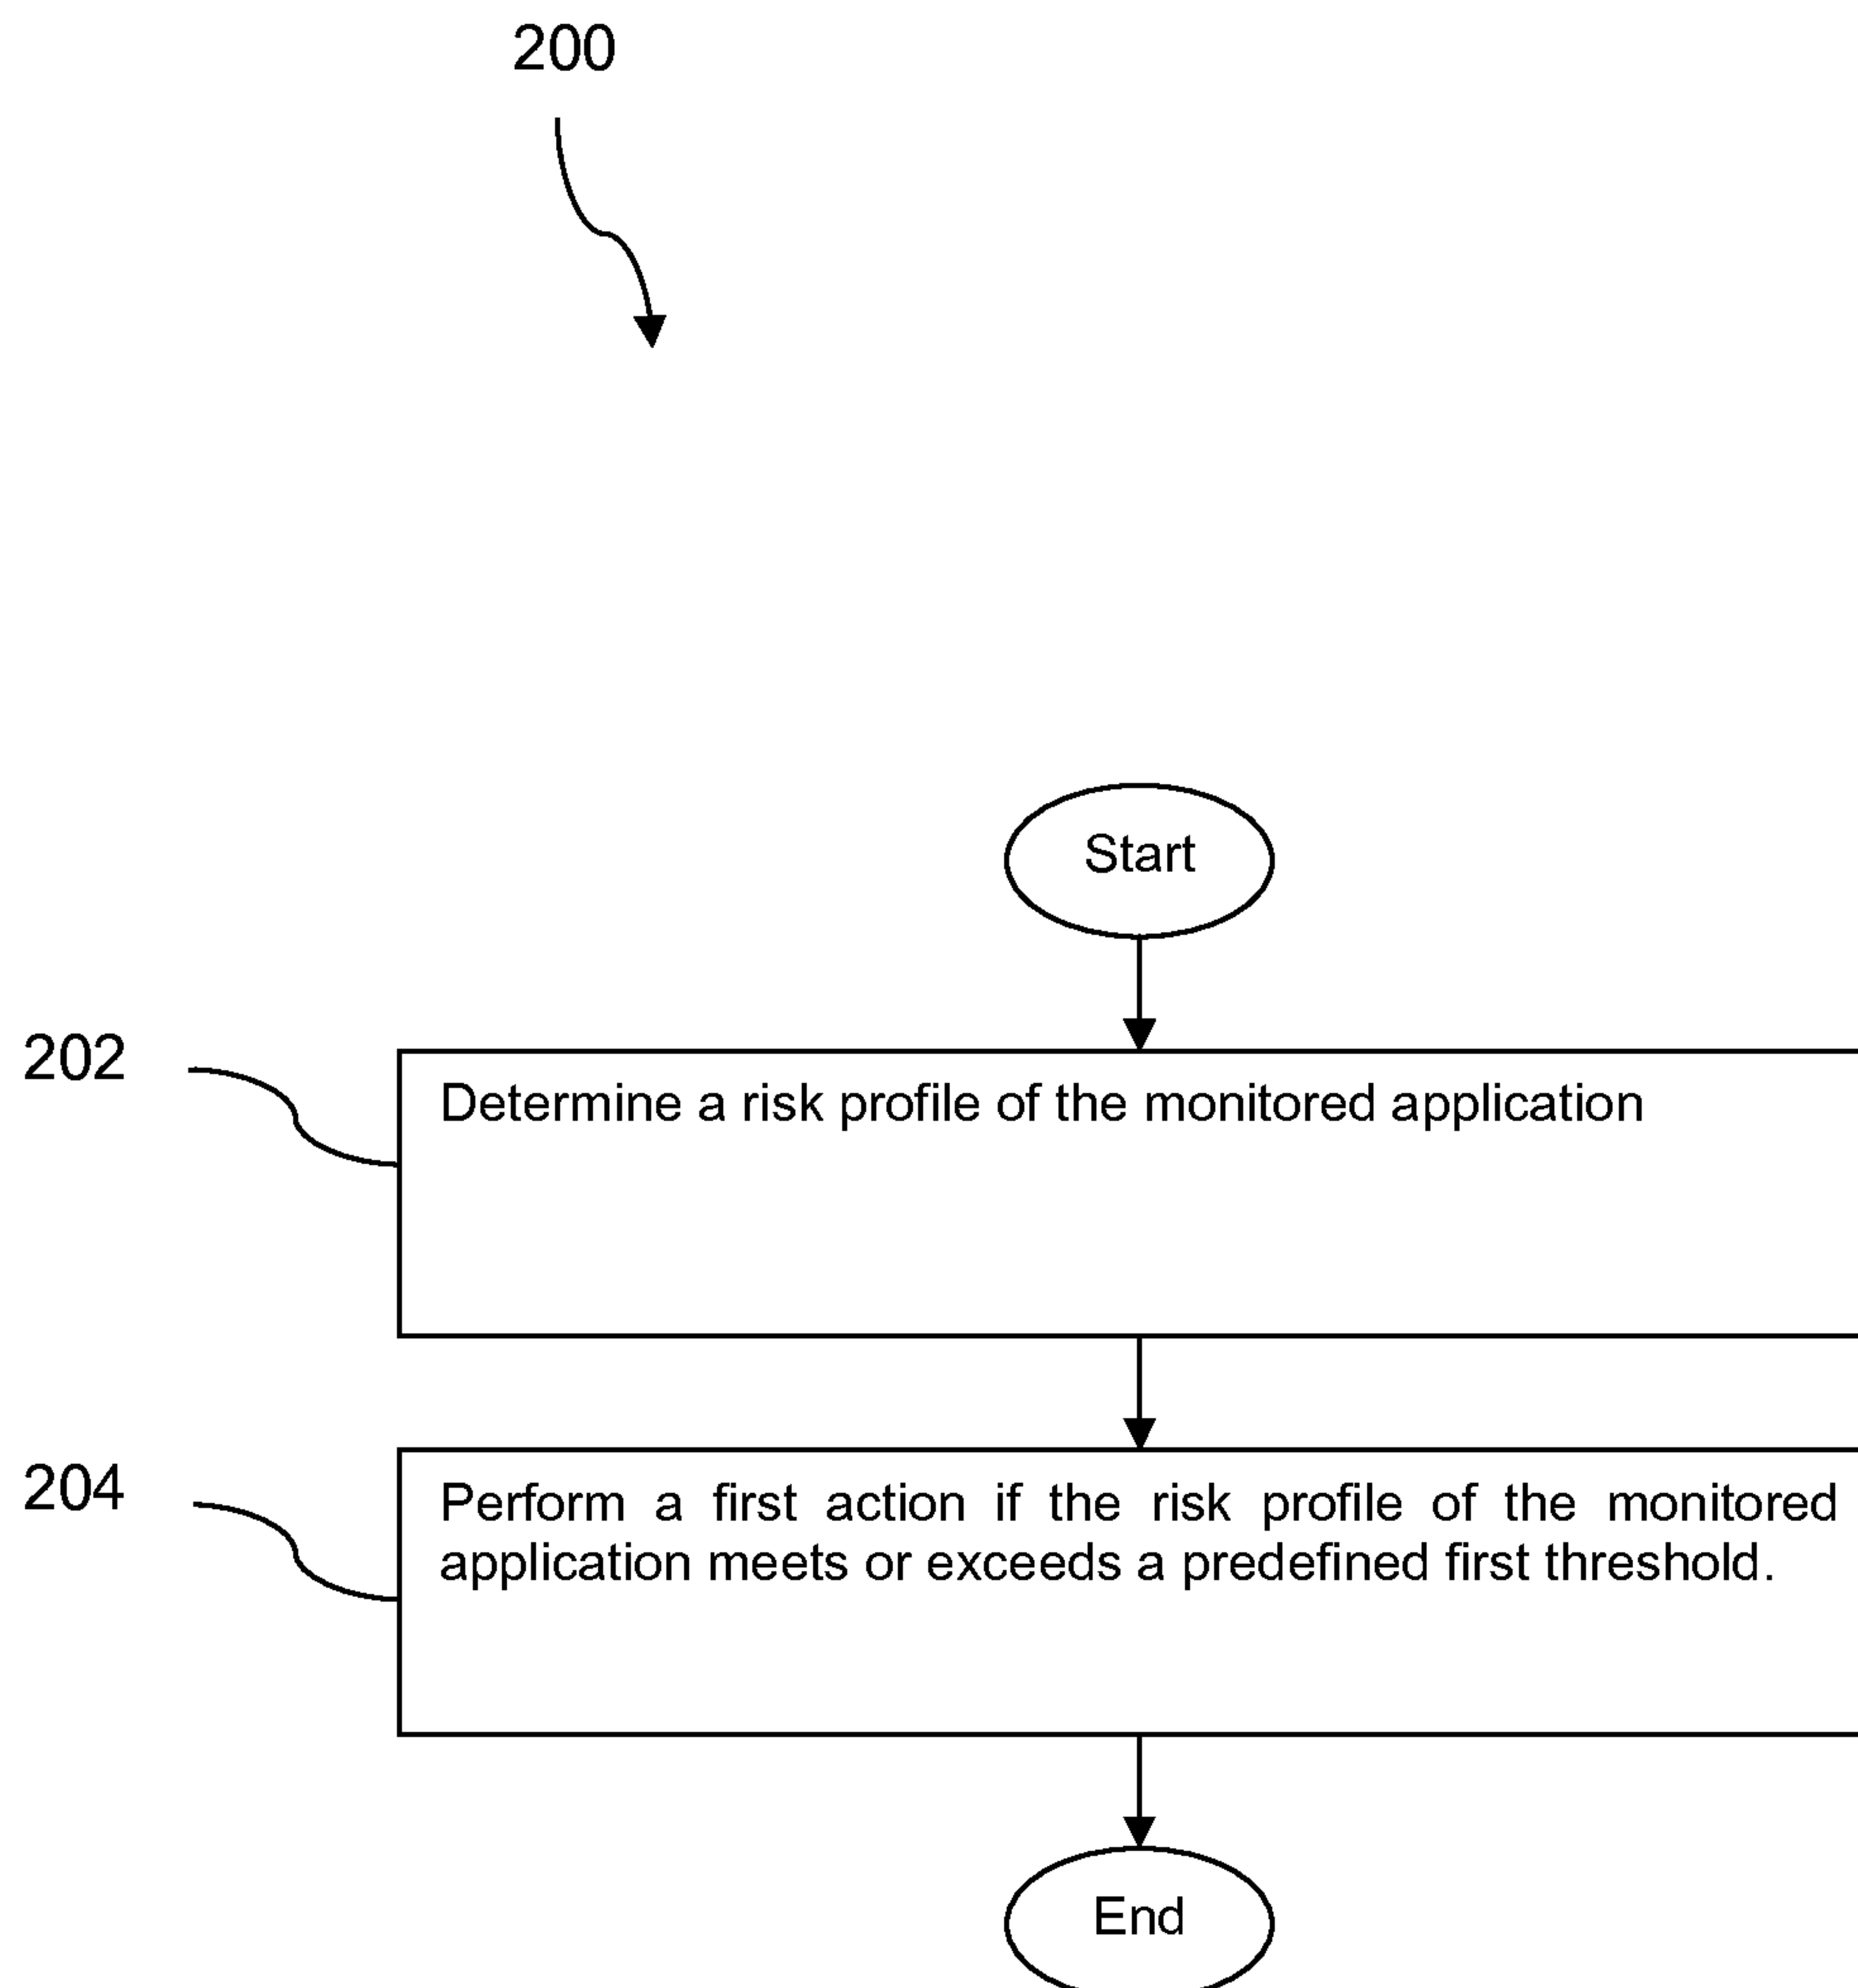 200
Start
202
Determine a risk profile of the monitored application
204
Perform a first action if the risk profile of the monitored
application meets or exceeds a predefined first threshold.
End